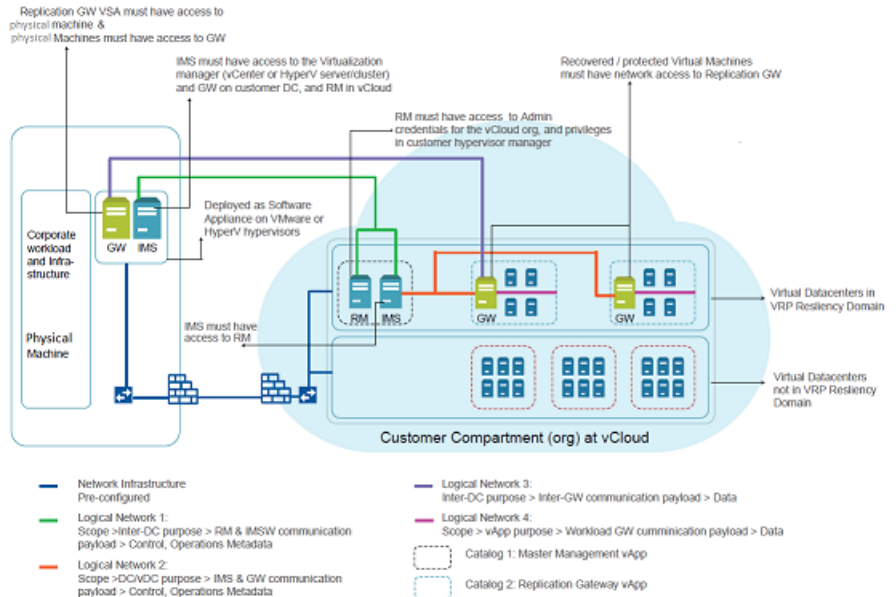 Replication GW VSA must have access to
physical machine &
physical Machines must have access to GW
IMS must have access to the Virtualization
manager (vCenter or HyperV server/cluster)
and GW on customer DC, and RM in vCloud
Recovered / protected Virtual Machines
must have network access to Replication GW
RM must have access to Admin
credentials for the vCloud org, and privileges
in customer hypervisor manager
Deployed as Software
Appliance on VMware or
HyperV hypervisors
Corporate
workload
and Infra-
structure
GW
IMS
Physical
Machine
IMS must have
access to RM
RM
IMS
GW
GW
Virtual Datacenters in
VRP Resliency Domain
Virtual Datacenters
not in VRP Resliency
Domain
Customer Compartment (org) at vCloud
Network Infrastructure
Pre-configured
Logical Network 1:
Scope >Inter-DC purpose > RM & IMSW communication
payload > Control, Operations Metadata
Logical Network 2:
Scope >DC/vDC purpose > IMS & GW communication
payload > Control, Operations Metadata
Logical Network 3:
Inter-DC purpose > Inter-GW communication payload > Data
Logical Network 4:
Scope > vApp purpose > Workload GW cumminication payload > Data
Catalog 1: Master Management vApp
Catalog 2: Replication Gateway vApp